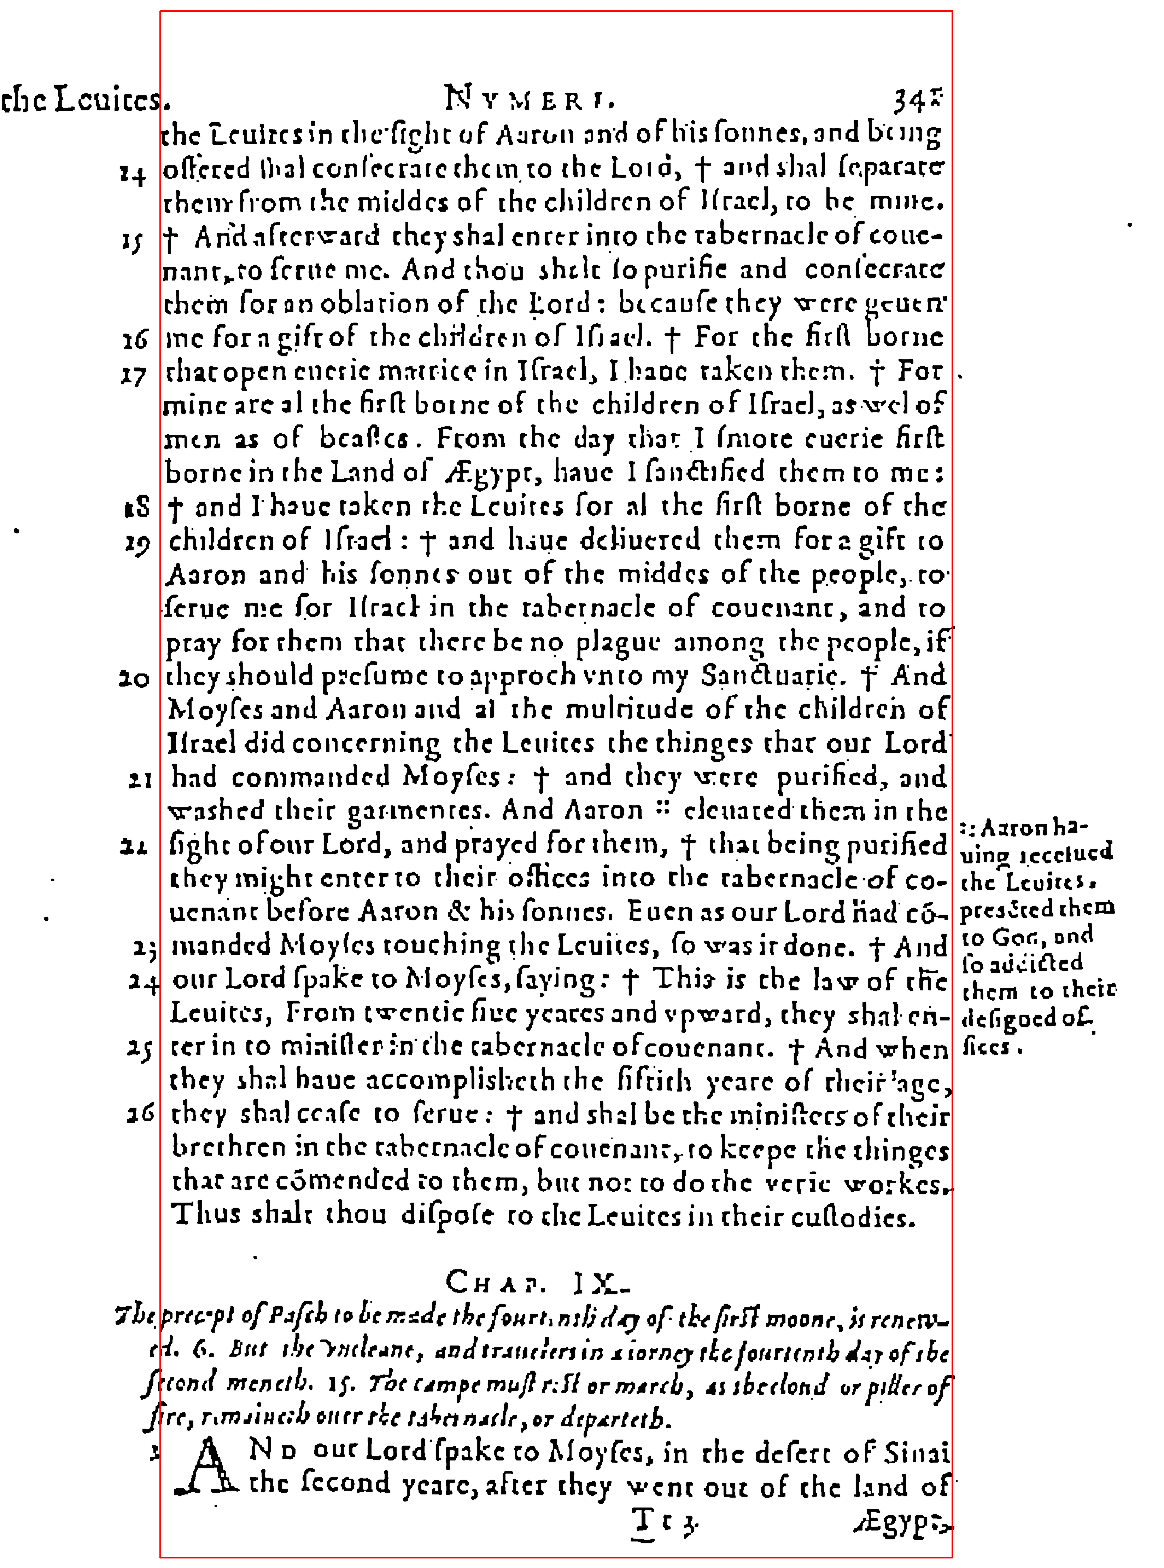 the Leuites. NVMERI. 34
the Leuites in the sight of Aaron and of his sonnes, and being
14 offered shal consecrate them to the Lord, † and shal separate
them from the middes of the children of Israel, to be mine.
15 † And afterward they shal enter into the tabernacle of coue-
nant, to serue me. And thou shalt so purifie and consecrate
them for an oblation of the Lord: because they were geuen
16 me for a gift of the children of Israel. † For the first borne
17 that open euerie matrice in Israel, I haue taken them. † For
mine are al the first borne of the children of Israel, as wel of
men as of beastes. From the day that I smote euerie first
borne in the Land of Ægypt, haue I sanctified them to me:
18 † and I haue taken the Leuites for al the first borne of the
19 children of Israel: † and haue deliuered them for a gift to
Aaron and his sonnes out of the middes of the people, to
serue me for Israel in the tabernacle of couenant, and to
pray for them that there be no plague among the people, if
20 they should presume to approch vnto my Sanctuarie. † And
Moyses and Aaron and al the multitude of the children of
Israel did concerning the Leuites the thinges that our Lord
21 had commanded Moyses: † and they were purified, and
washed their garmentes. And Aaron :: eleuated them in the
22 sight of our Lord, and prayed for them, † that being purified
they might enter to their offices into the tabernacle of co-
uenant before Aaron & his sonnes. Euen as our Lord had cō-
23 manded Moyses touching the Leuites, so was it done. † And
24 our Lord spake to Moyses, saying: † This is the law of the
Leuites, From twentie fiue yeares and vpward, they shal en-
25 ter in to minister in the tabernacle of couenant. † And when
they shal haue accomplisheth the fiftith yeare of their age,
26 they shal cease to serue: † and shal be the ministers of their
brethren in the tabernacle of couenant, to keepe the thinges
that are cōmended to them, but not to do the verie workes.
Thus shalt thou dispose to the Leuites in their custodies.
:: Aaron ha-
uing receiued
the Leuites,
presēted them
to God, and
so addicted
them to their
designed of-
fices.
CHAP. IX.
The precept of Pasch to be made the fourtenth day of the first moone, is renew-
ed. 6. But the vncleane, and trauelers in a iorney the fourtenth day of the
second moneth. 15. The campe must rest or march, as the cloud or piller of
fire, remaineth ouer the tabernacle, or departeth.
1 AND our Lord spake to Moyses, in the desert of Sinai
the second yeare, after they went out of the land of
Tt 3 Ægypt,